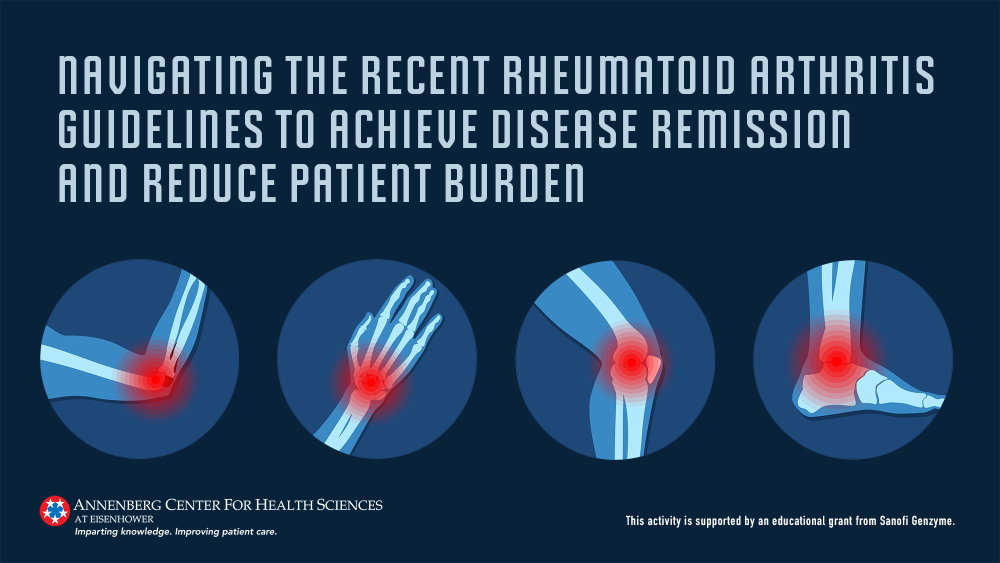 NAVIGATING THE RECENT RHEUMATOID ARTHRITIS
GUIDELINES TO ACHIEVE DISEASE REMISSION
AND REDUCE PATIENT BURDEN
ANNENBERG CENTER FOR HEALTH SCIENCES
AT EISENHOWER
Imparting knowledge. Improving patient care.
This activity is supported by an educational grant from Sanofi Genzyme.